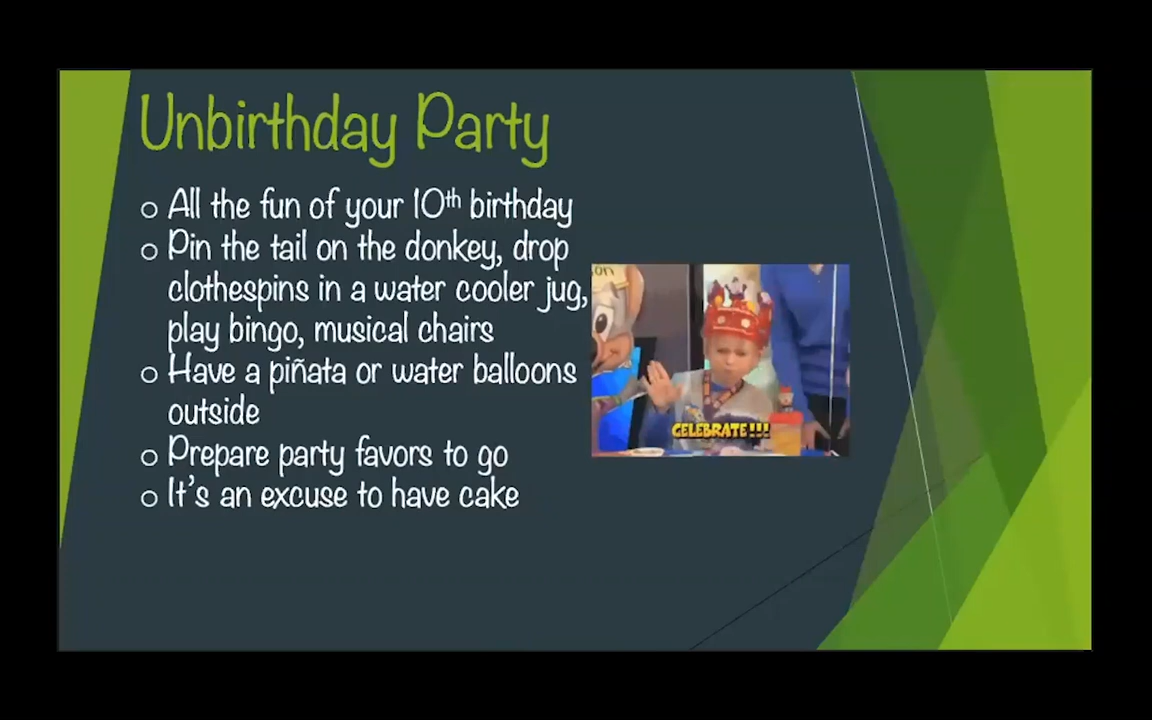 Unbirthday Party
o All the fun of your 10th birthday
o Pin the tail on the donkey, drop
clothespins in a water cooler jug,
play bingo, musical chairs
o Have a piñata or water balloons
outside
o Prepare party favors to go
o It's an excuse to have cake
CELEBRATE!!!